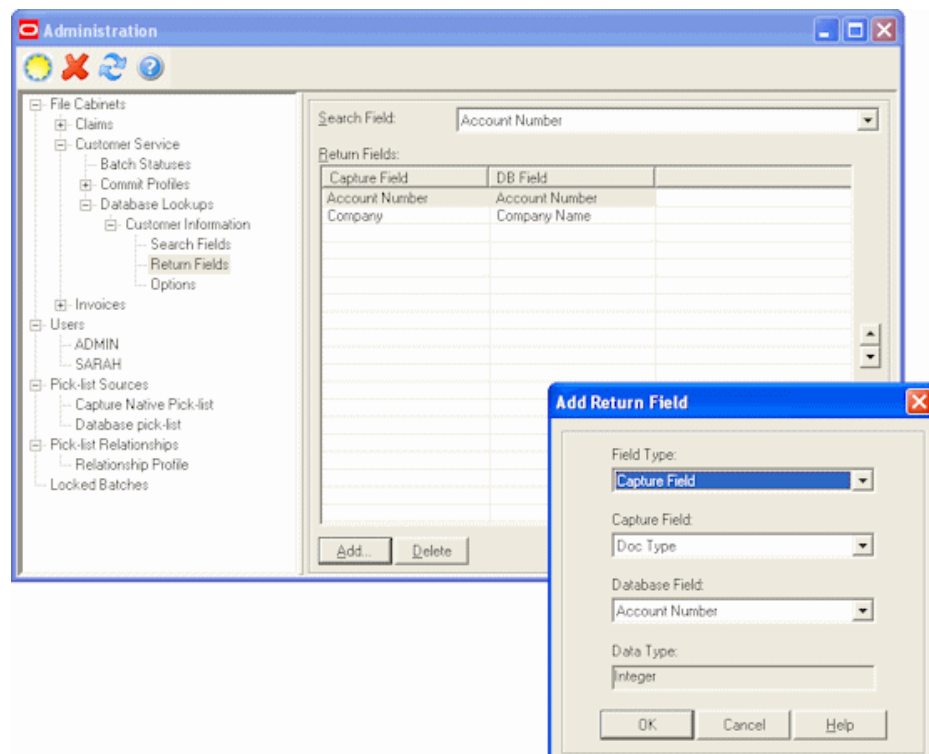 Administration
File Cabinets
Claims
Customer Service
Batch Statuses
Commit Profiles
Database Lookups
Customer Information
Search Fields
Return Fields
Options
Invoices
Users
ADMIN
SARAH
Pick-list Sources
Capture Native Pick-list
Database pick-list
Pick-list Relationships
Relationship Profile
Locked Batches
Search Field: Account Number
Return Fields:
Capture Field DB Field
Account Number Account Number
Company Company Name
Add... Delete
Add Return Field
Field Type:
Capture Field
Capture Field:
Doc Type
Database Field:
Account Number
Data Type:
Integer
OK Cancel Help